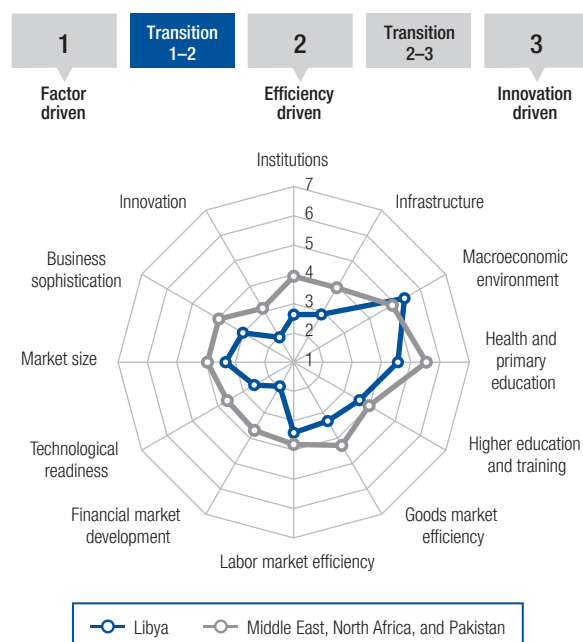 1
Transition
1–2
2
Transition
2–3
3
Factor
driven
Efficiency
driven
Innovation
driven
Institutions
7
6
5
4
3
2
1
Infrastructure
Macroeconomic
environment
Health and
primary
education
Higher education
and training
Goods market
efficiency
Labor market efficiency
Financial market
development
Technological
readiness
Market size
Business
sophistication
Innovation
Libya
Middle East, North Africa, and Pakistan